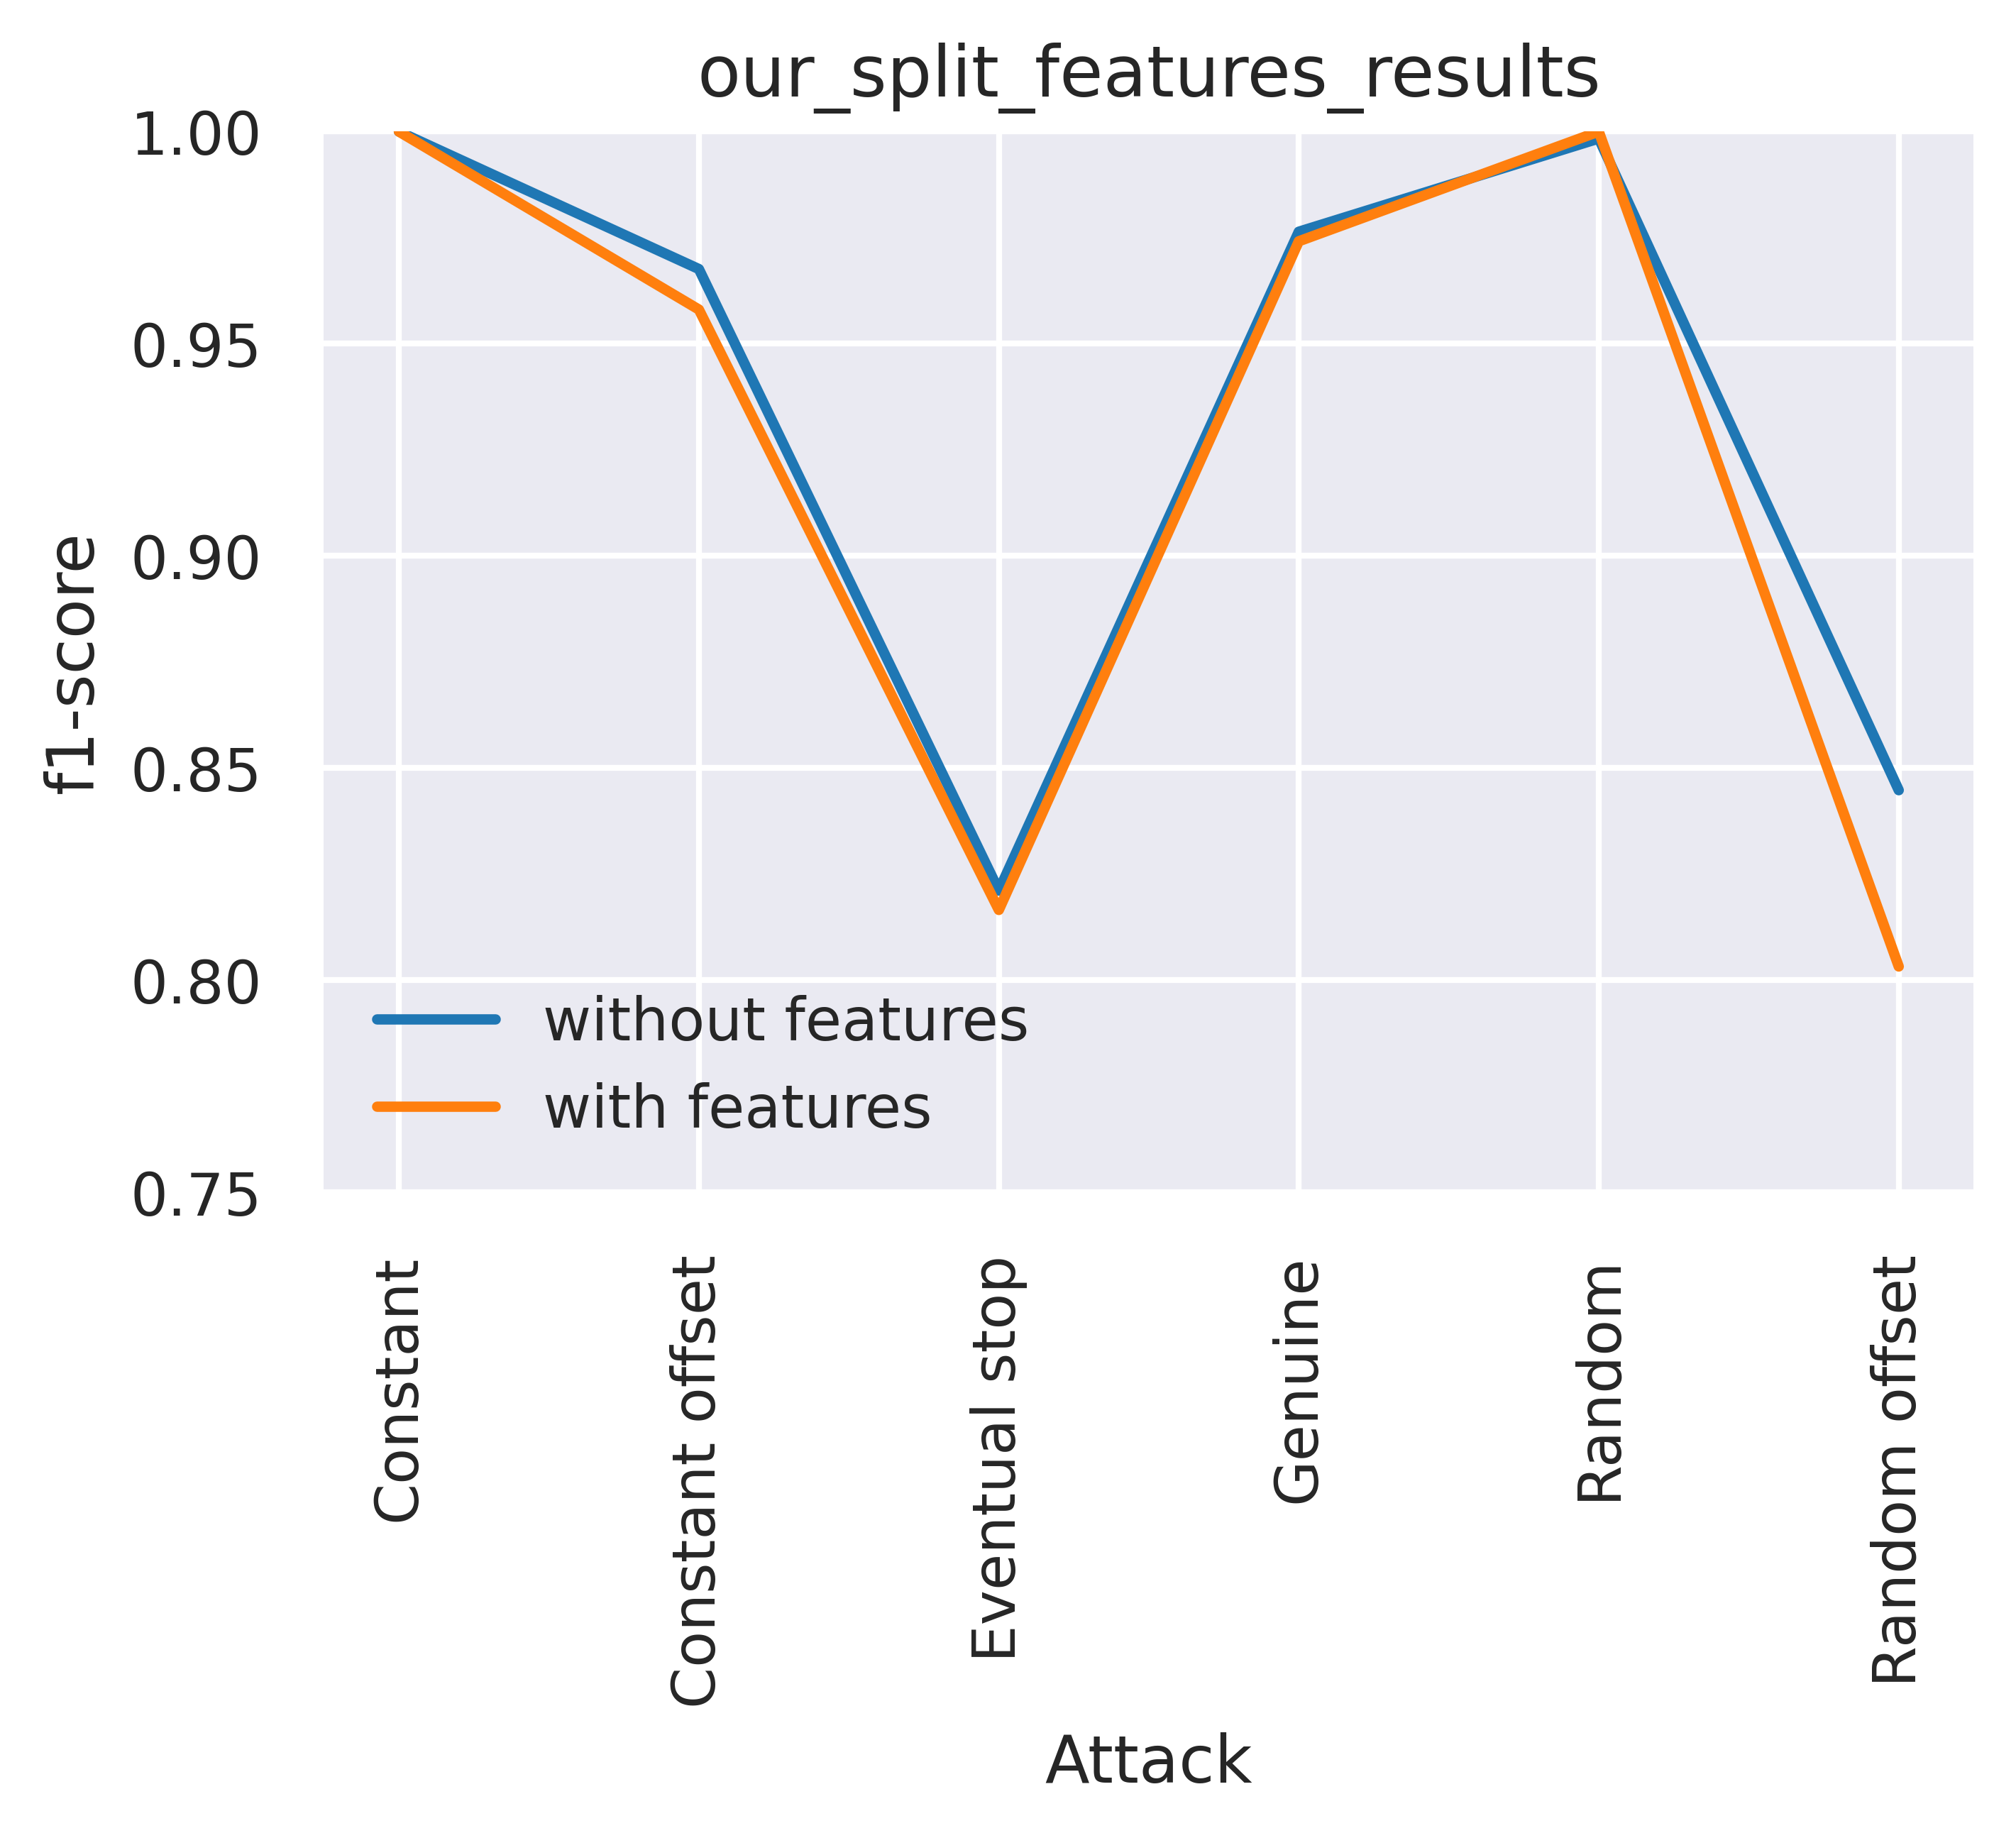 our_split_features_results
1.00
0.95
0.90
0.85
0.80
0.75
f1-score
without features
with features
Constant
Constant offset
Eventual stop
Genuine
Random
Random offset
Attack